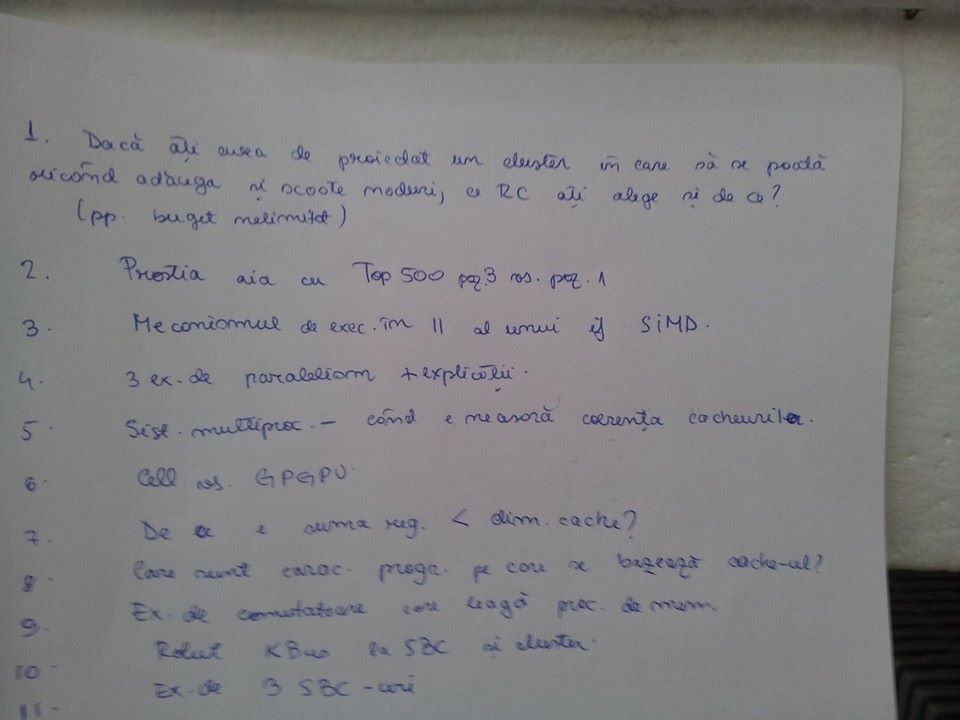 1. Dacă ați avea de proiectat un cluster în care să se poată
oricând adăuga și scoate noduri, ce RC ați alege și de ce?
(pp. buget nelimitat)
2. Prostia aia cu Top 500 poz.3 vs. poz. 1
3. Mecanismul de exec. în || al unui if SIMD.
4. 3 ex. de paralelism + explicații.
5. Sist. multiproc. – când e necesară coerența cacheurilor.
6. Cell vs. GPGPU
7. De ce e suma reg. < dim. cache?
8. Care sunt carac. progr. pe care se bazează cache-ul?
9. Ex. de comutatoare care leagă proc. de mem.
10. SBC și cluster.
11. Ex. de 3 SBC-uri